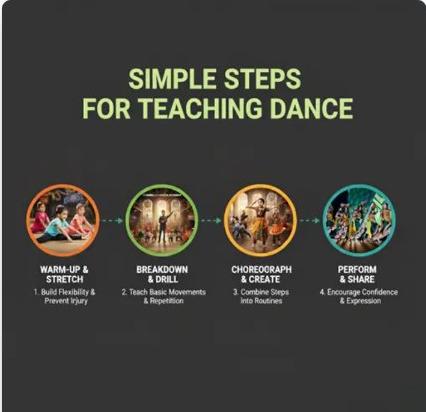 SIMPLE STEPS
FOR TEACHING DANCE
WARM-UP &
STRETCH
1. Build Flexibility &
Prevent Injury
BREAKDOWN
& DRILL
2. Teach Basic Movements
& Repetition
CHOREOGRAPH
& CREATE
3. Combine Steps
into Routines
PERFORM
& SHARE
4. Encourage Confidence
& Expression